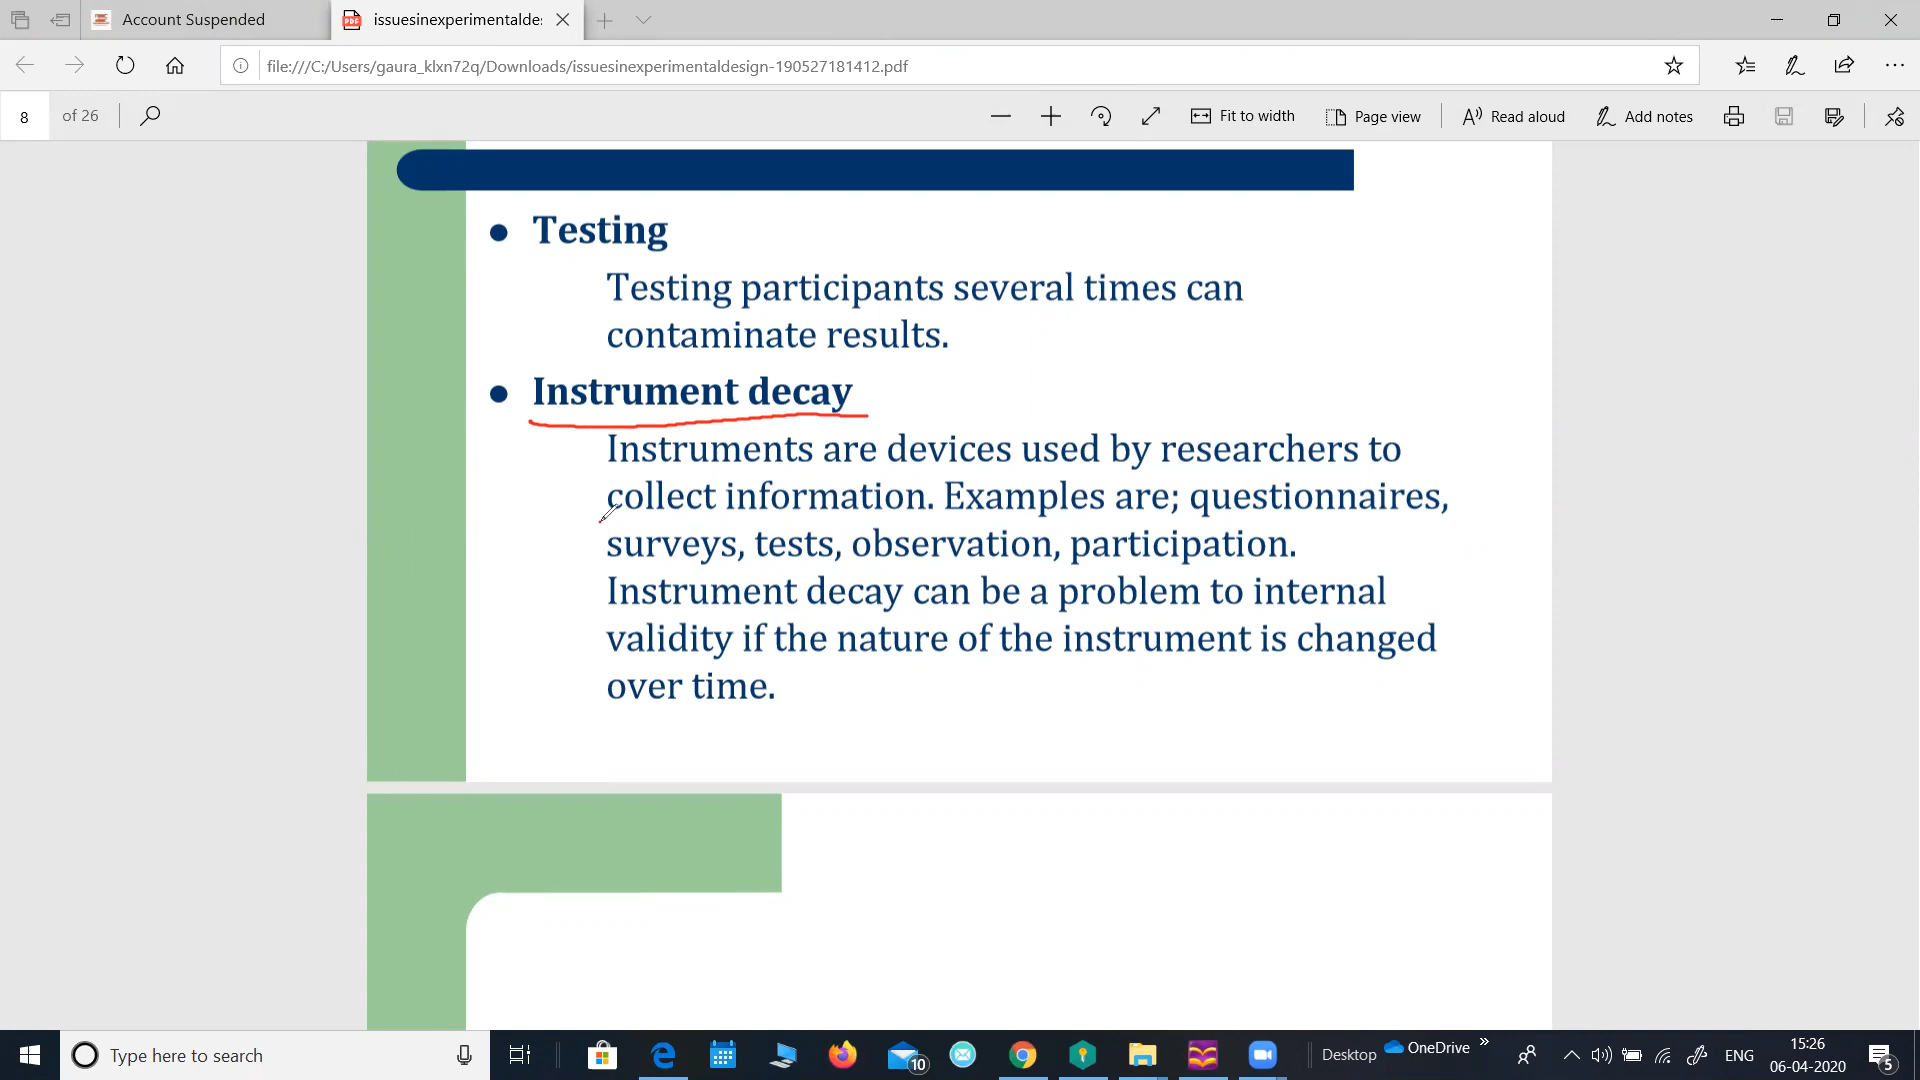 Account Suspended
issuesinexperimentaldes
file:///C:/Users/gaura_klxn72q/Downloads/issuesinexperimentaldesign-190527181412.pdf
8 of 26
Fit to width
Page view
Read aloud
Add notes
Testing
Testing participants several times can
contaminate results.
Instrument decay
Instruments are devices used by researchers to
collect information. Examples are; questionnaires,
surveys, tests, observation, participation.
Instrument decay can be a problem to internal
validity if the nature of the instrument is changed
over time.
Type here to search
10
Desktop
OneDrive
ENG
15:26
06-04-2020
5